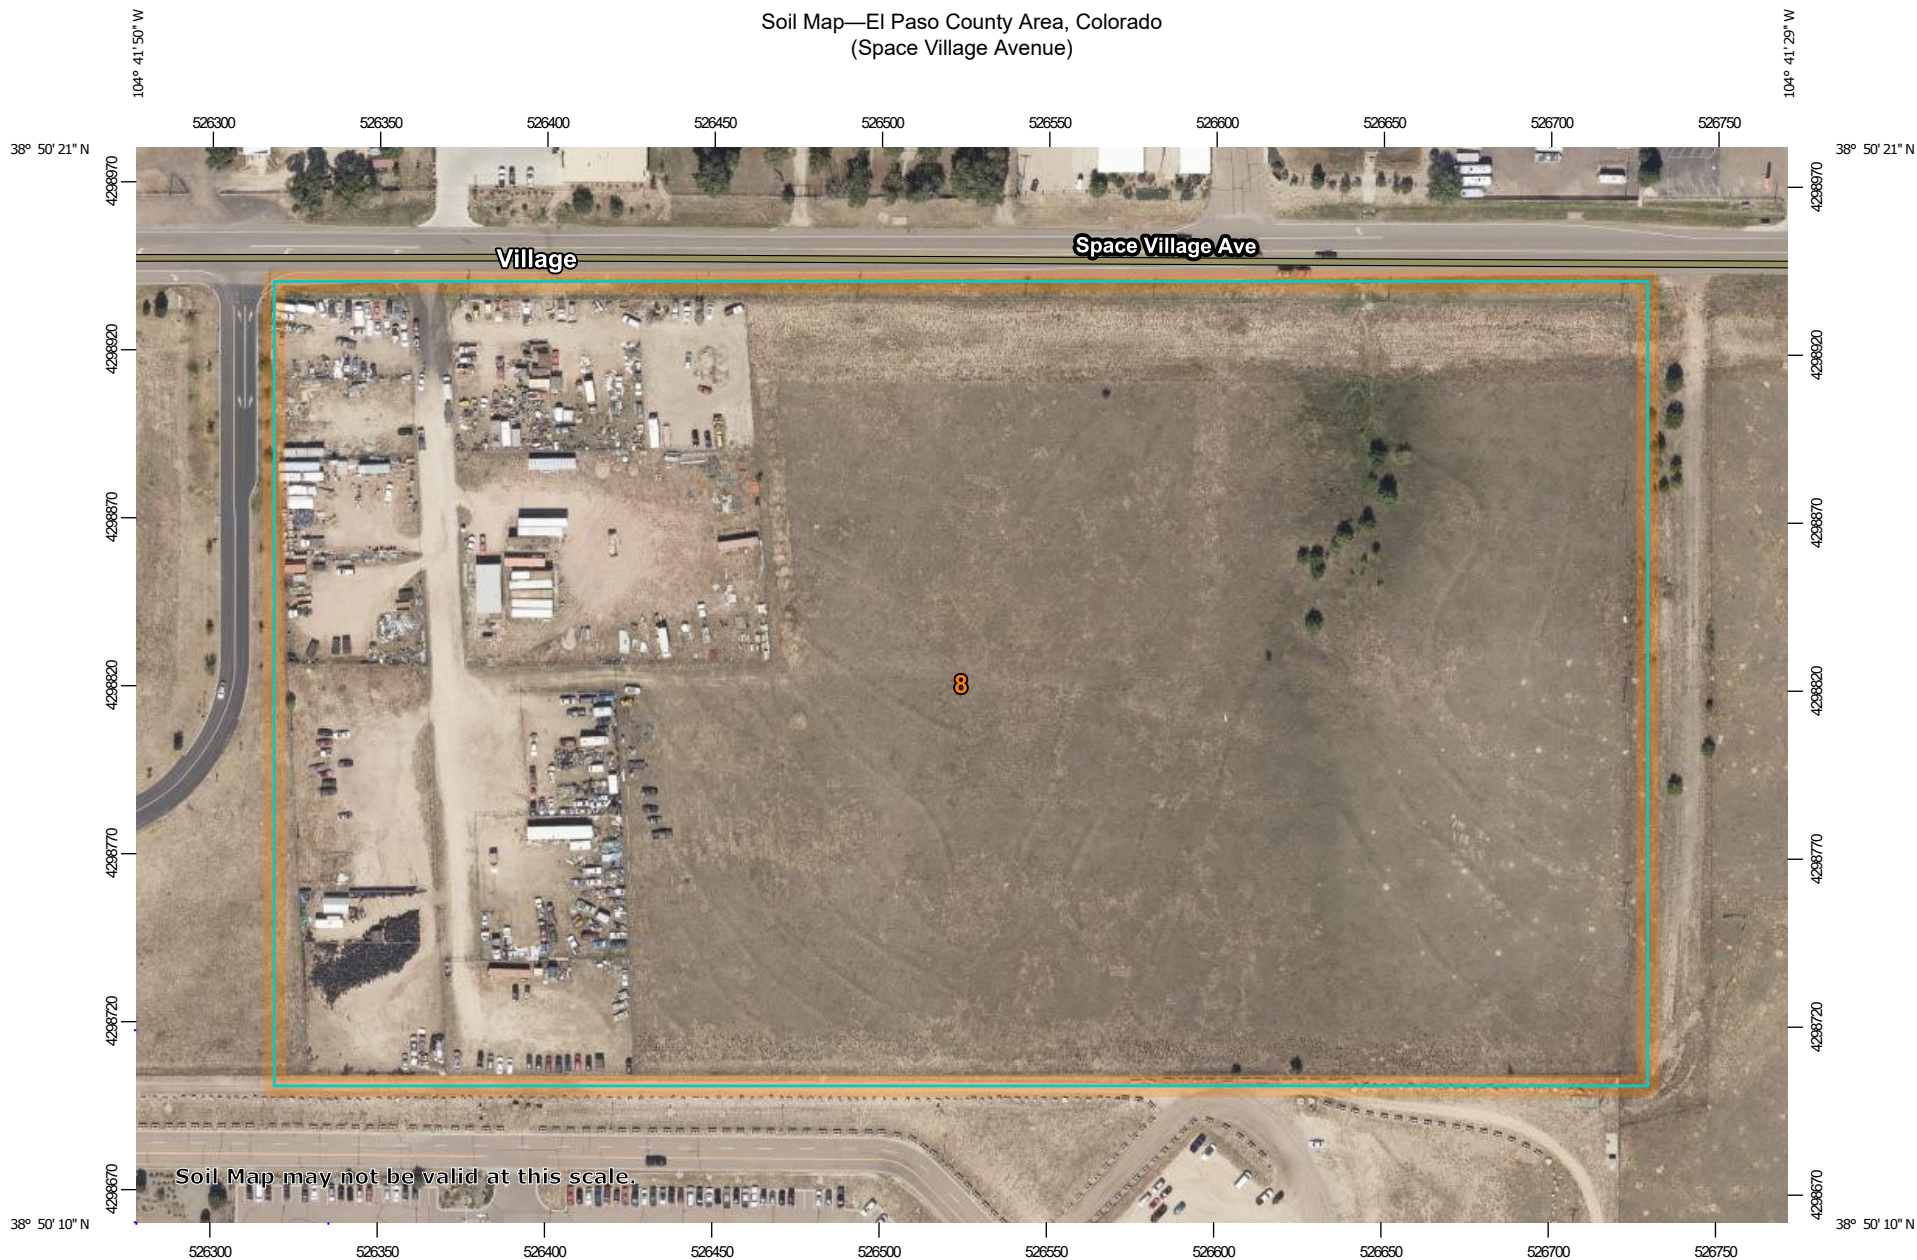 Soil Map—El Paso County Area, Colorado
(Space Village Avenue)
104° 41' 50'' W
104° 41' 29'' W
526300 526350 526400 526450 526500 526550 526600 526650 526700 526750
38° 50' 21'' N
38° 50' 21'' N
4298970
4298970
Village
Space Village Ave
4298920
4298920
4298870
4298870
4298820
8
4298820
4298770
4298770
4298720
4298720
Soil Map may not be valid at this scale.
4298670
4298670
38° 50' 10'' N
38° 50' 10'' N
526300 526350 526400 526450 526500 526550 526600 526650 526700 526750